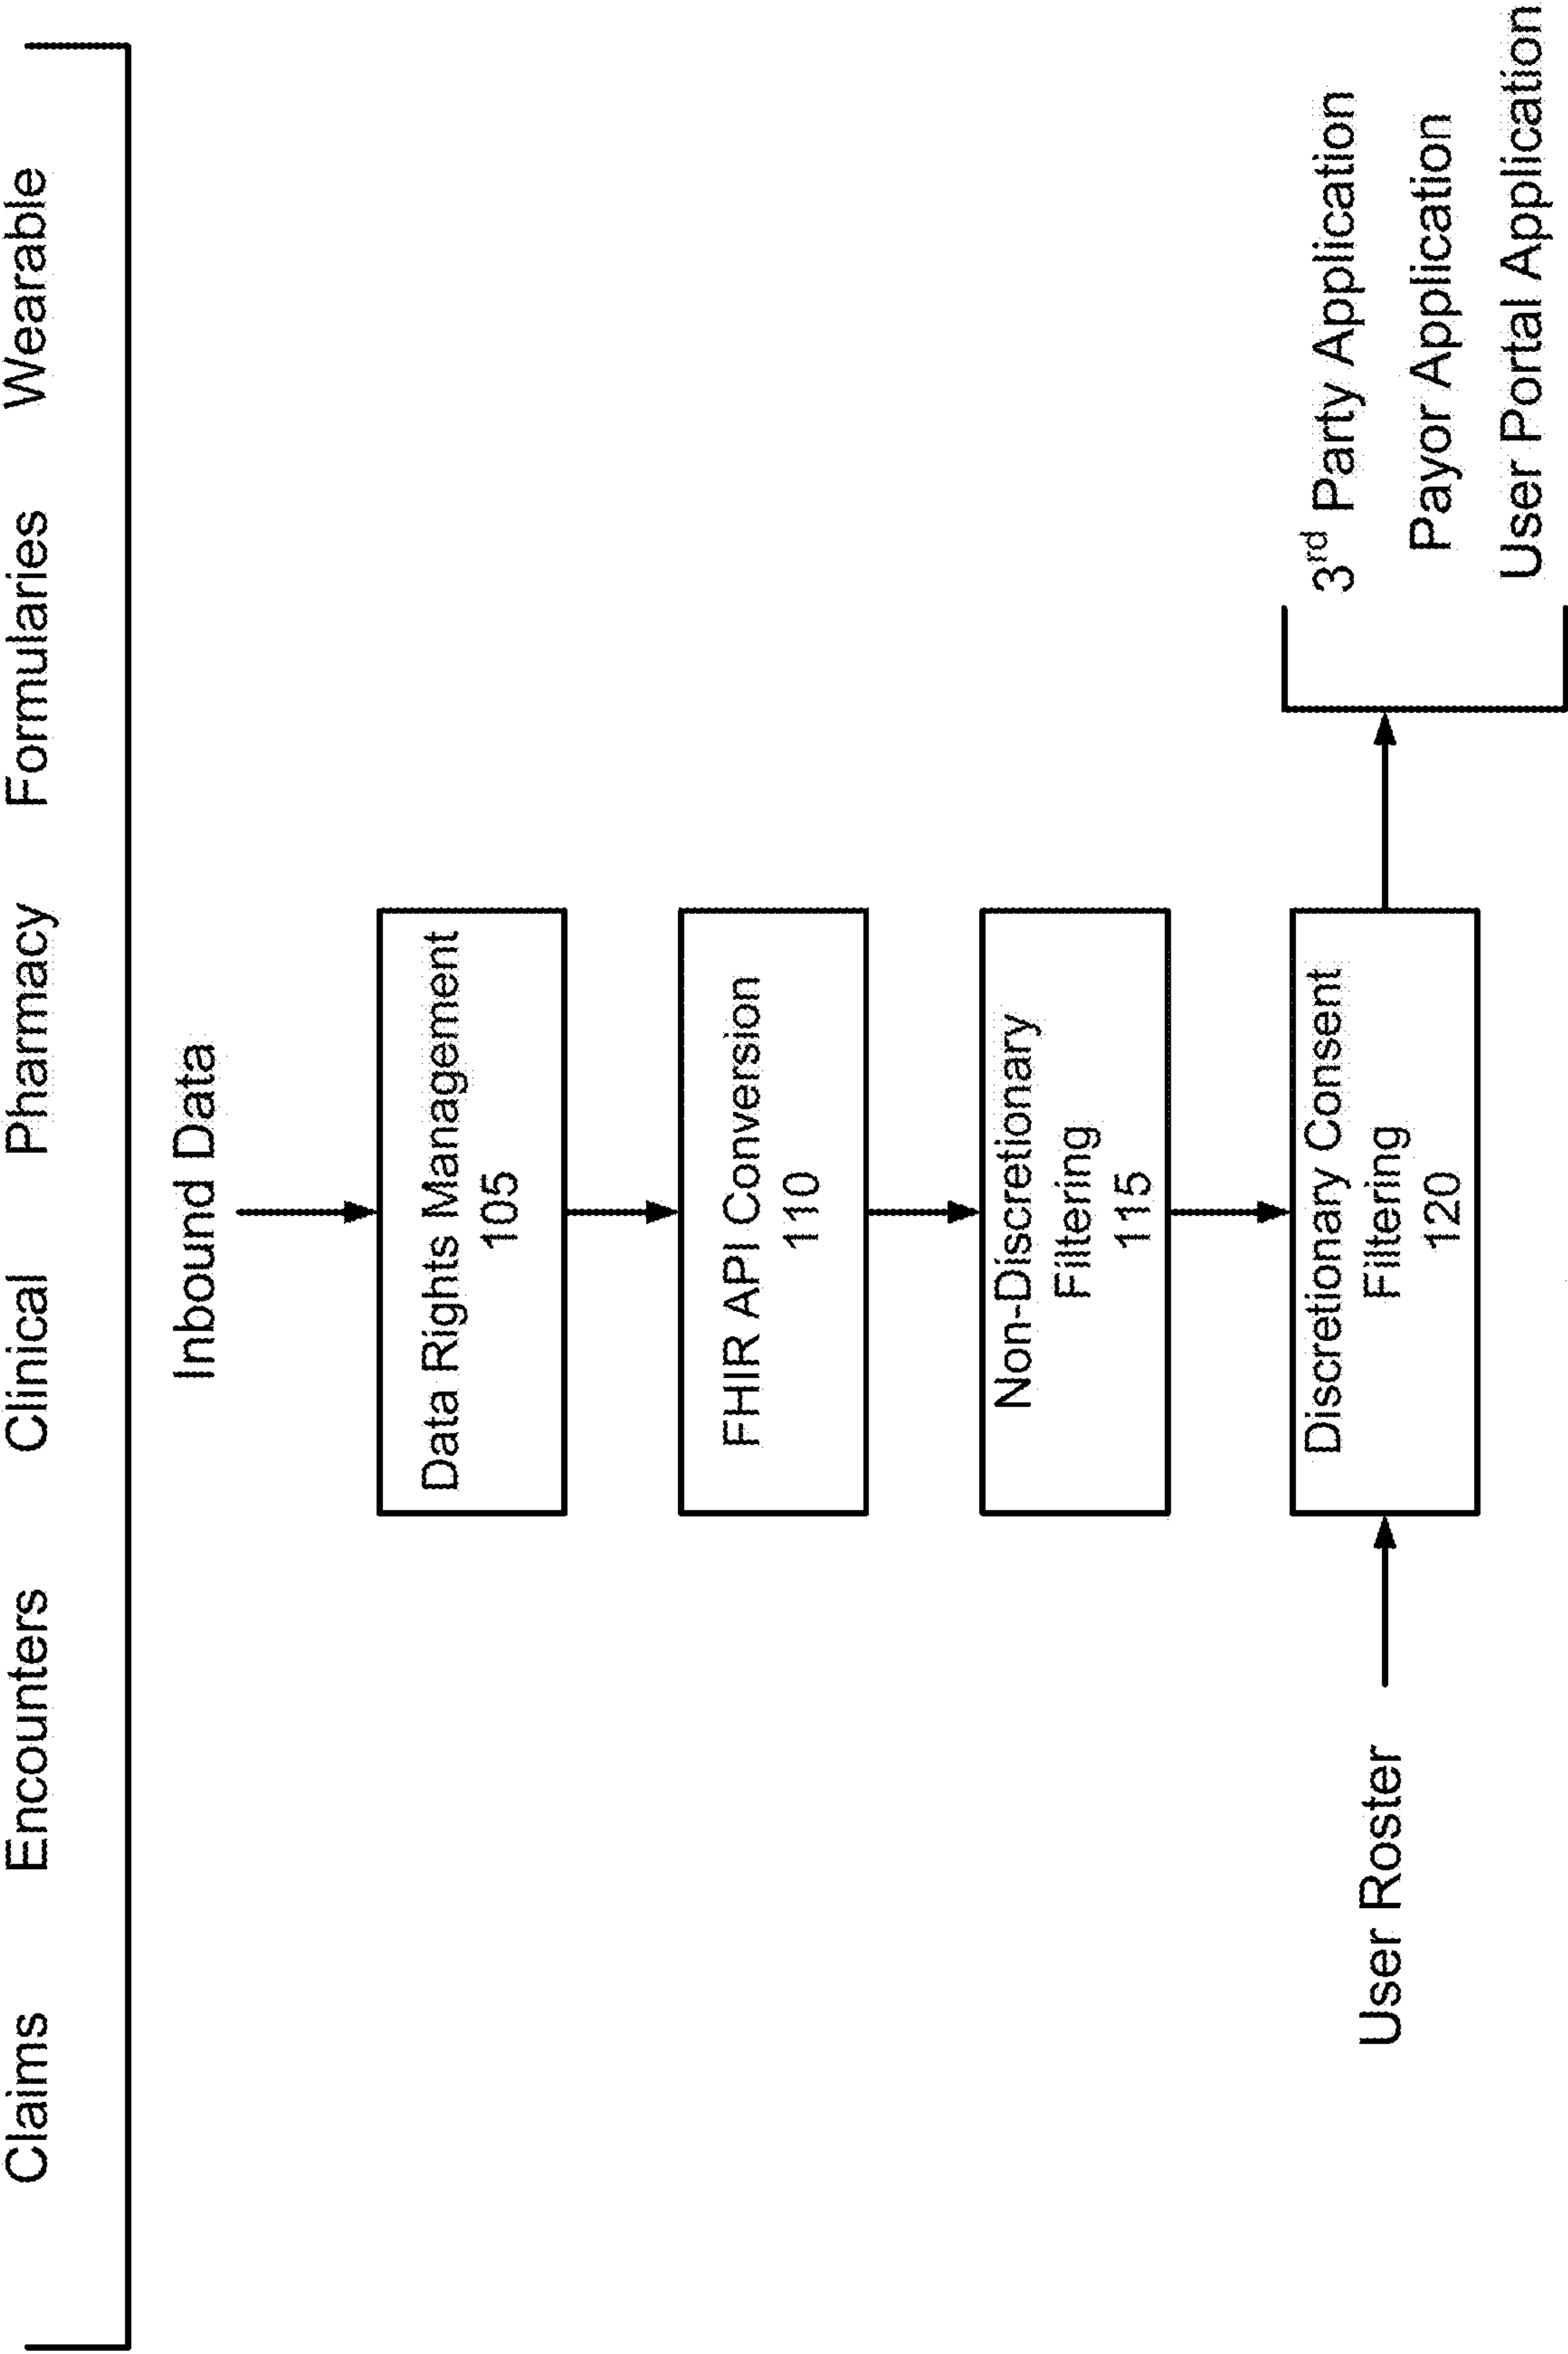 Claims Encounters Clinical Pharmacy Formularies Wearable
Inbound Data
Data Rights Management
105
FHIR API Conversion
110
Non-Discretionary
Filtering
115
User Roster
Discretionary Consent
Filtering
120
3rd Party Application
Payor Application
User Portal Application